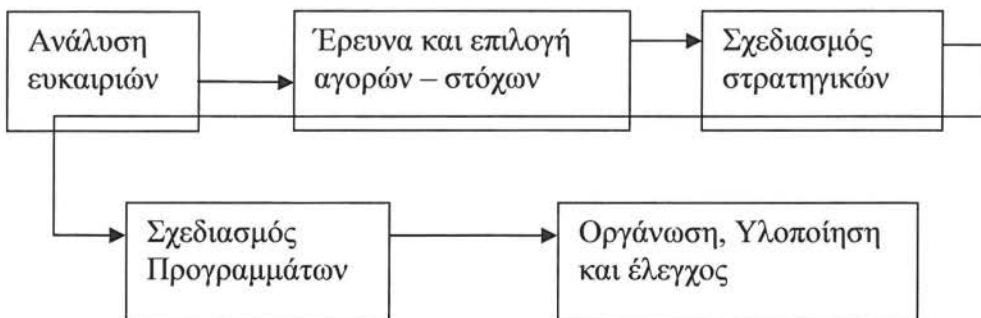 Ανάλυση
ευκαιριών
Έρευνα και επιλογή
αγορών – στόχων
Σχεδιασμός
στρατηγικών
Σχεδιασμός
Προγραμμάτων
Οργάνωση, Υλοποίηση
και έλεγχος